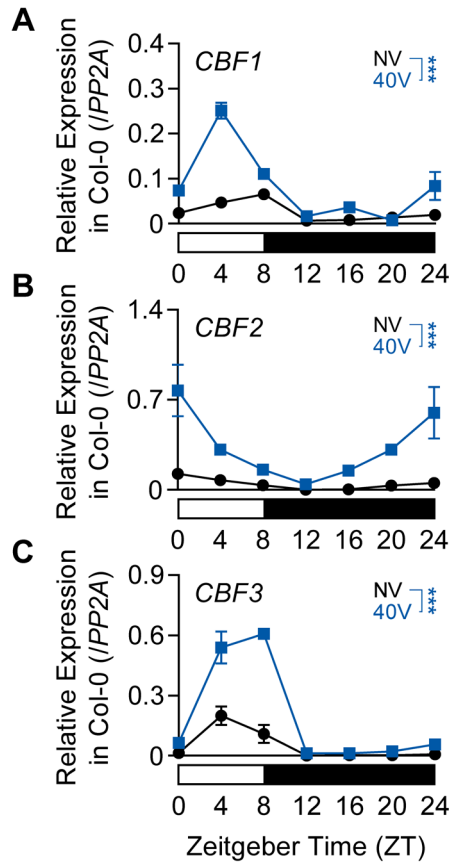 A
CBF1
NV
40V
***
Relative Expression
in Col-0 (/PP2A)
0.4
0.3
0.2
0.1
0
0 4 8 12 16 20 24
B
CBF2
NV
40V
***
Relative Expression
in Col-0 (/PP2A)
1.4
0.7
0
0 4 8 12 16 20 24
C
CBF3
NV
40V
***
Relative Expression
in Col-0 (/PP2A)
0.9
0.6
0.3
0
0 4 8 12 16 20 24
Zeitgeber Time (ZT)